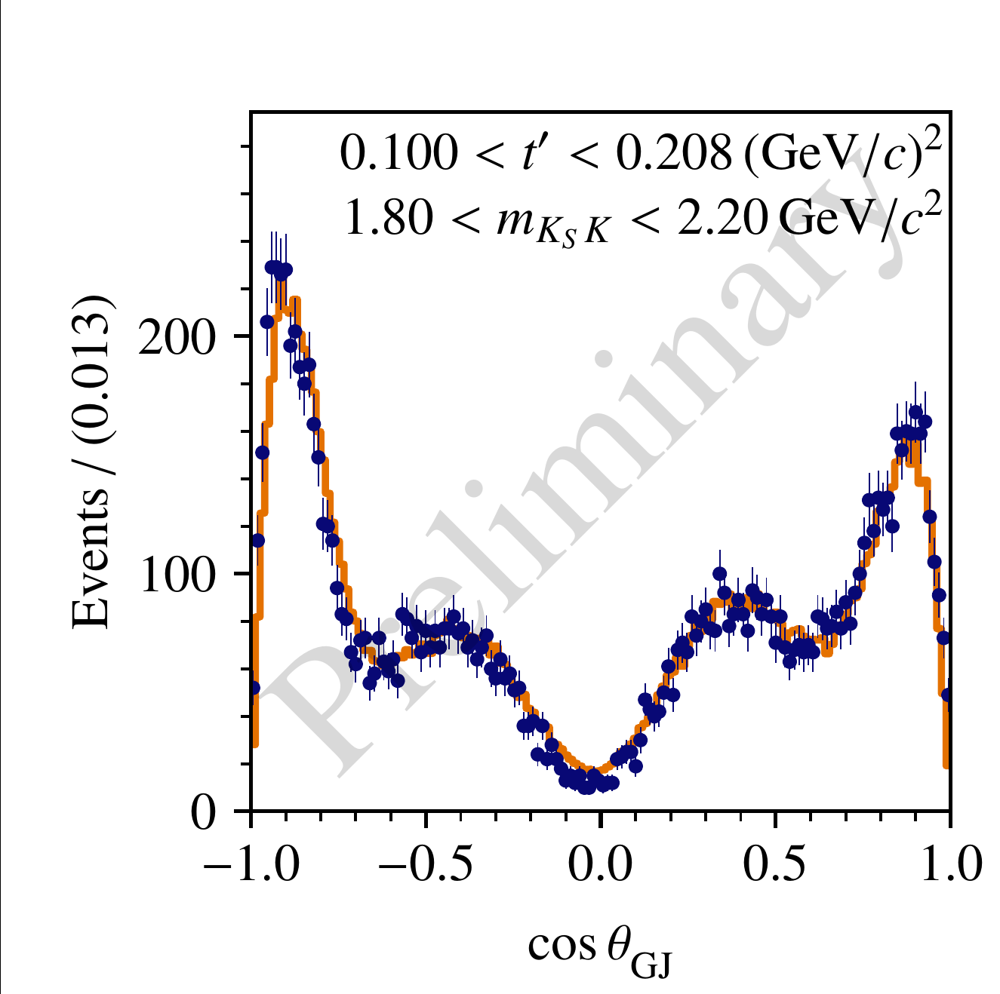 0.100 < t′ < 0.208 (GeV/c)²
1.80 < m_{K_S K} < 2.20 GeV/c²
Preliminary
Events / (0.013)
200
100
0
−1.0 −0.5 0.0 0.5 1.0
cos θ_GJ